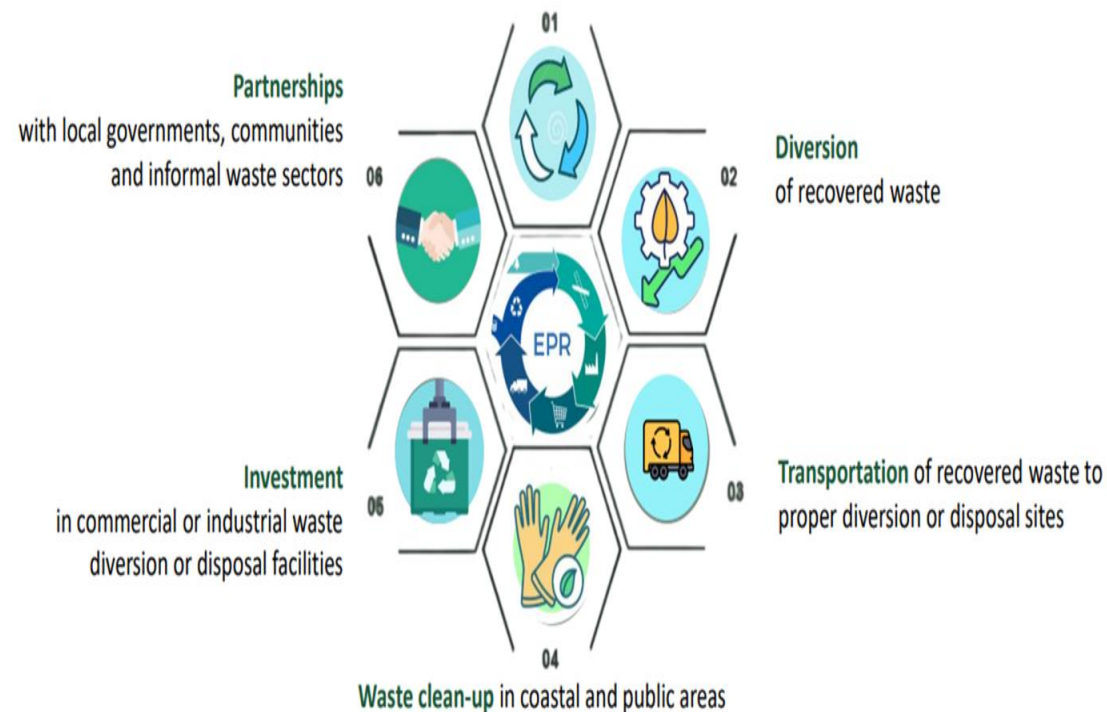 01
Partnerships
with local governments, communities
and informal waste sectors
06
02
Diversion
of recovered waste
EPR
Investment
in commercial or industrial waste
diversion or disposal facilities
05
03
Transportation of recovered waste to
proper diversion or disposal sites
04
Waste clean-up in coastal and public areas